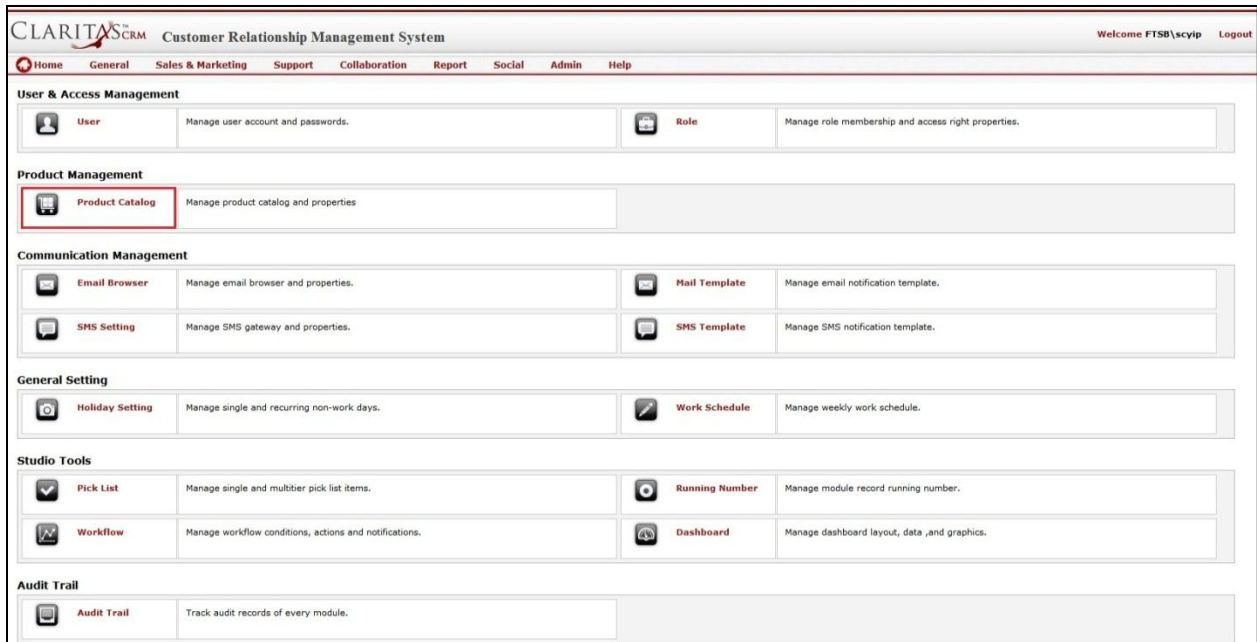 CLARITAS™CRM Customer Relationship Management System Welcome FTSB\scyip Logout
Home General Sales & Marketing Support Collaboration Report Social Admin Help
User & Access Management
User Manage user account and passwords. Role Manage role membership and access right properties.
Product Management
Product Catalog Manage product catalog and properties
Communication Management
Email Browser Manage email browser and properties. Mail Template Manage email notification template.
SMS Setting Manage SMS gateway and properties. SMS Template Manage SMS notification template.
General Setting
Holiday Setting Manage single and recurring non-work days. Work Schedule Manage weekly work schedule.
Studio Tools
Pick List Manage single and multitier pick list items. Running Number Manage module record running number.
Workflow Manage workflow conditions, actions and notifications. Dashboard Manage dashboard layout, data ,and graphics.
Audit Trail
Audit Trail Track audit records of every module.